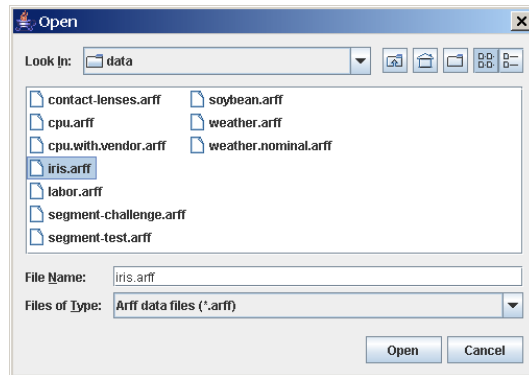 Open
Look In: data
contact-lenses.arff
cpu.arff
cpu.with.vendor.arff
iris.arff
labor.arff
segment-challenge.arff
segment-test.arff
soybean.arff
weather.arff
weather.nominal.arff
File Name: iris.arff
Files of Type: Arff data files (*.arff)
Open Cancel